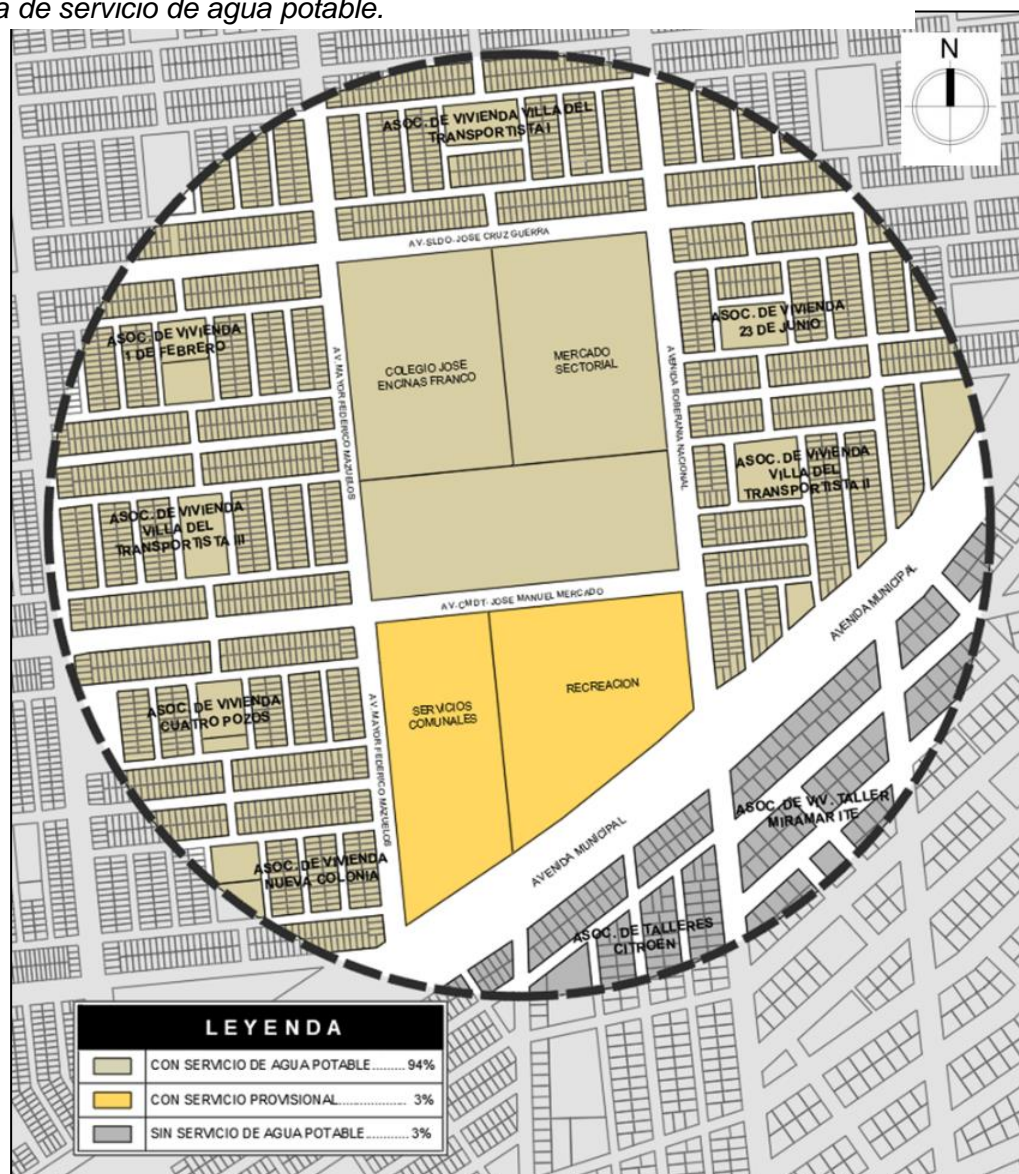 a de servicio de agua potable.
N
ASOC. DE VIVIENDA VILLA DEL
TRANSPORTISTA I
AV-SLDO-JOSE CRUZ GUERRA
ASOC. DE VIVIENDA
1 DE FEBRERO
AV. MAYOR FEDERICO MAZUELOS
COLEGIO JOSE
ENCINAS FRANCO
MERCADO
SECTORIAL
AVENIDA SOBERANIA NACIONAL
ASOC. DE VIVIENDA
23 DE JUNIO
ASOC. DE VIVIENDA
VILLA DEL
TRANSPORTISTA II
ASOC. DE VIVIENDA
VILLA DEL
TRANSPORTISTA III
AV-CMDT-JOSE MANUEL MERCADO
AVENIDA MUNICIPAL
ASOC. DE VIVIENDA
CUATRO POZOS
AV. MAYOR FEDERICO MAZUELOS
SERVICIOS
COMUNALES
RECREACION
ASOC. DE VIV. TALLER
MIRAMAR ITE
AVENIDA MUNICIPAL
ASOC. DE VIVIENDA
NUEVA COLONIA
ASOC. DE TALLERES
CITROEN
LEYENDA
CON SERVICIO DE AGUA POTABLE......... 94%
CON SERVICIO PROVISIONAL............... 3%
SIN SERVICIO DE AGUA POTABLE........... 3%